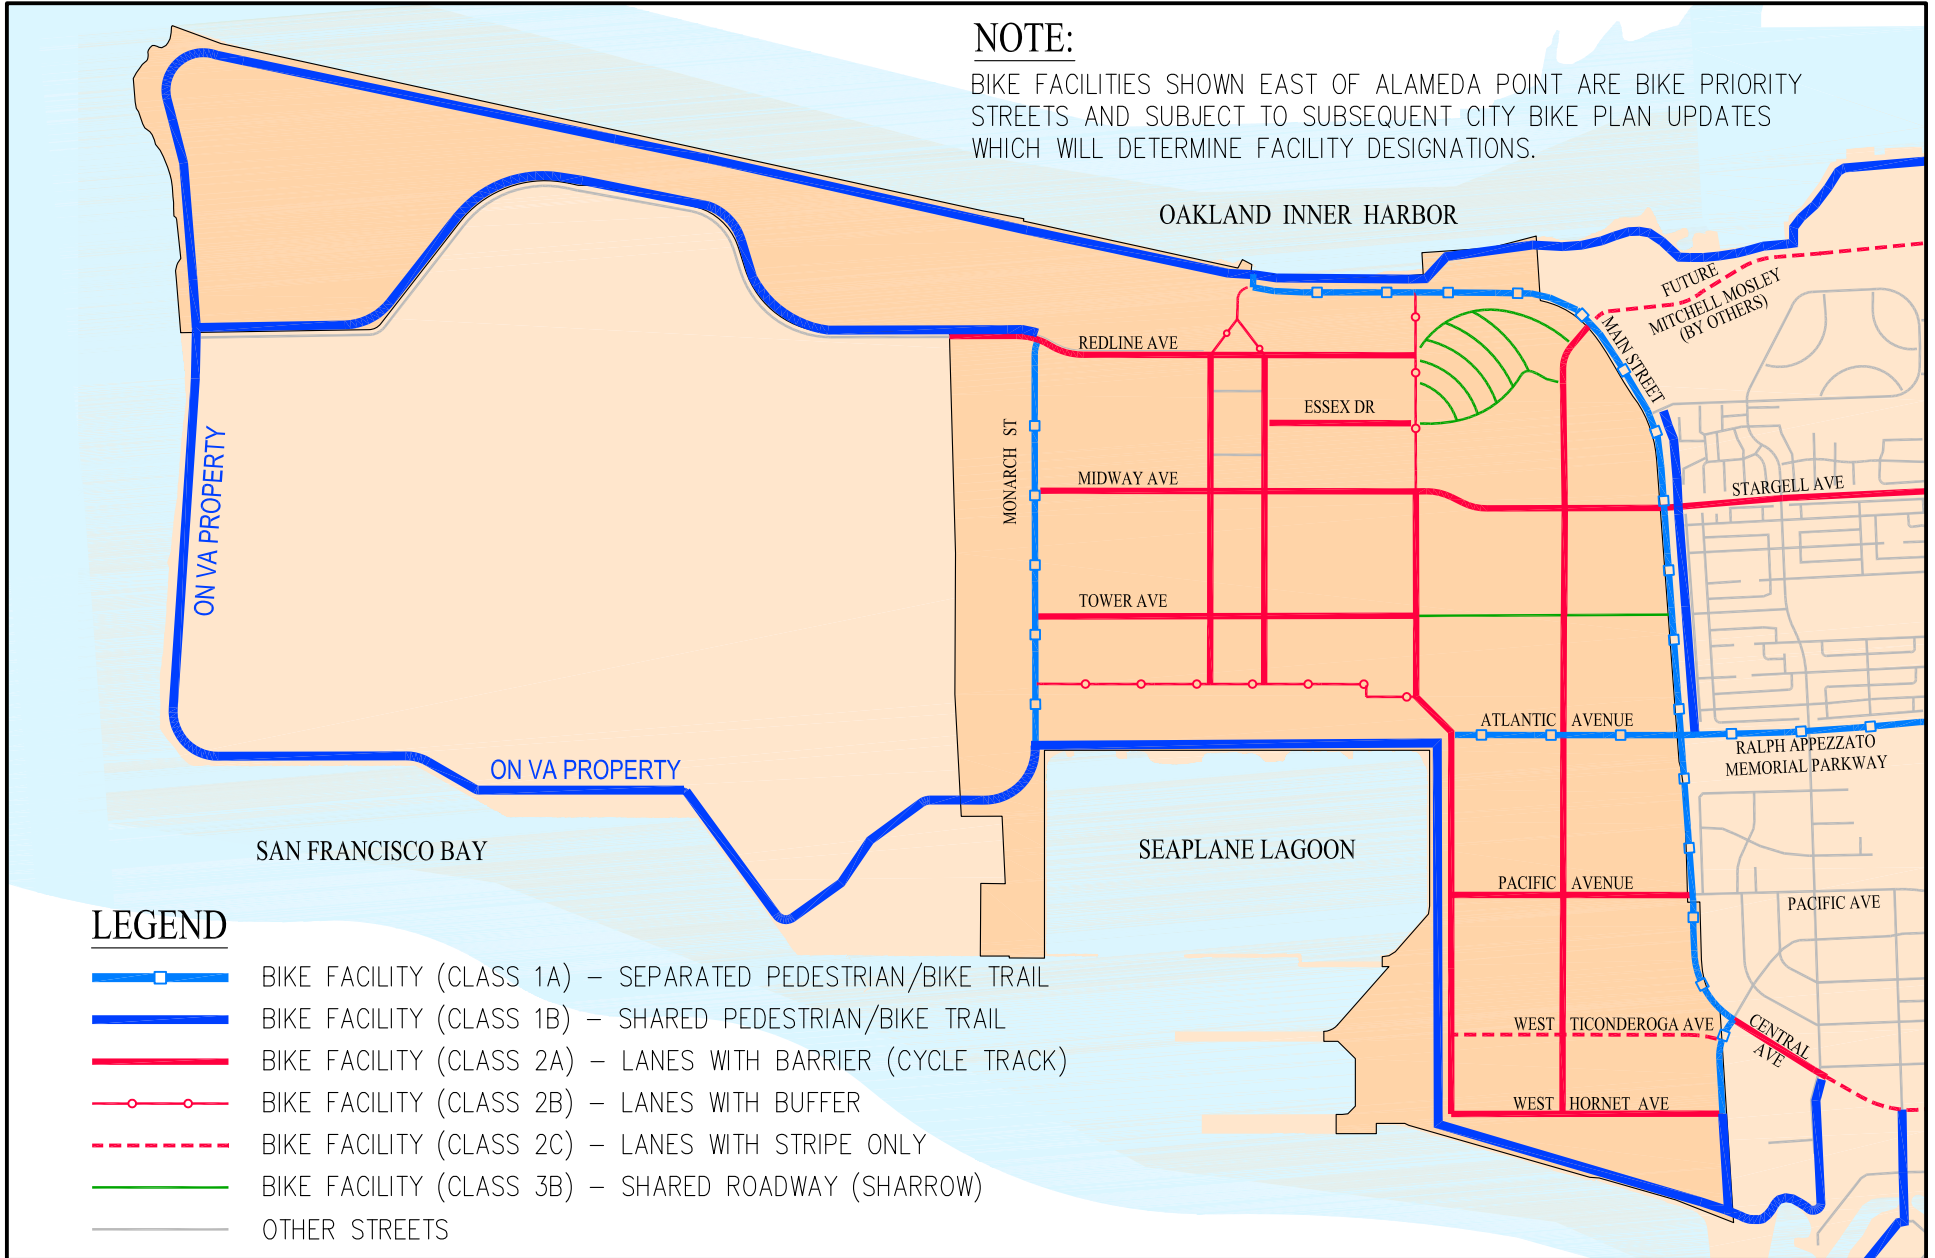 NOTE:
BIKE FACILITIES SHOWN EAST OF ALAMEDA POINT ARE BIKE PRIORITY
STREETS AND SUBJECT TO SUBSEQUENT CITY BIKE PLAN UPDATES
WHICH WILL DETERMINE FACILITY DESIGNATIONS.
OAKLAND INNER HARBOR
FUTURE
MITCHELL MOSLEY
(BY OTHERS)
MAIN STREET
REDLINE AVE
ESSEX DR
MONARCH ST
MIDWAY AVE
STARGELL AVE
ON VA PROPERTY
TOWER AVE
ATLANTIC AVENUE
RALPH APPEZZATO
MEMORIAL PARKWAY
ON VA PROPERTY
SAN FRANCISCO BAY
SEAPLANE LAGOON
PACIFIC AVENUE
PACIFIC AVE
WEST TICONDEROGA AVE
CENTRAL
AVE
WEST HORNET AVE
LEGEND
BIKE FACILITY (CLASS 1A) – SEPARATED PEDESTRIAN/BIKE TRAIL
BIKE FACILITY (CLASS 1B) – SHARED PEDESTRIAN/BIKE TRAIL
BIKE FACILITY (CLASS 2A) – LANES WITH BARRIER (CYCLE TRACK)
BIKE FACILITY (CLASS 2B) – LANES WITH BUFFER
BIKE FACILITY (CLASS 2C) – LANES WITH STRIPE ONLY
BIKE FACILITY (CLASS 3B) – SHARED ROADWAY (SHARROW)
OTHER STREETS